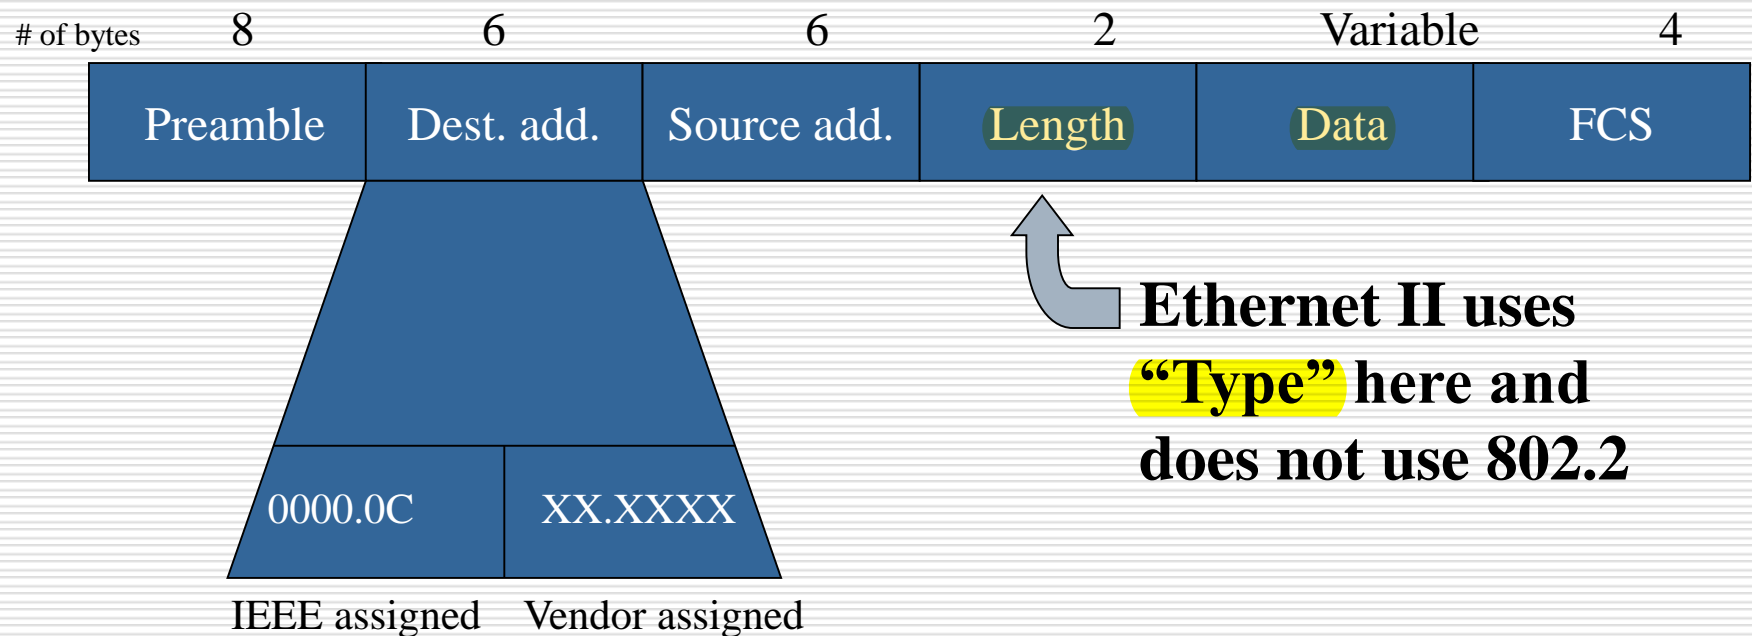 # of bytes 8 6 6 2 Variable 4
Preamble Dest. add. Source add. Length Data FCS
Ethernet II uses
“Type” here and
does not use 802.2
0000.0C XX.XXXX
IEEE assigned Vendor assigned